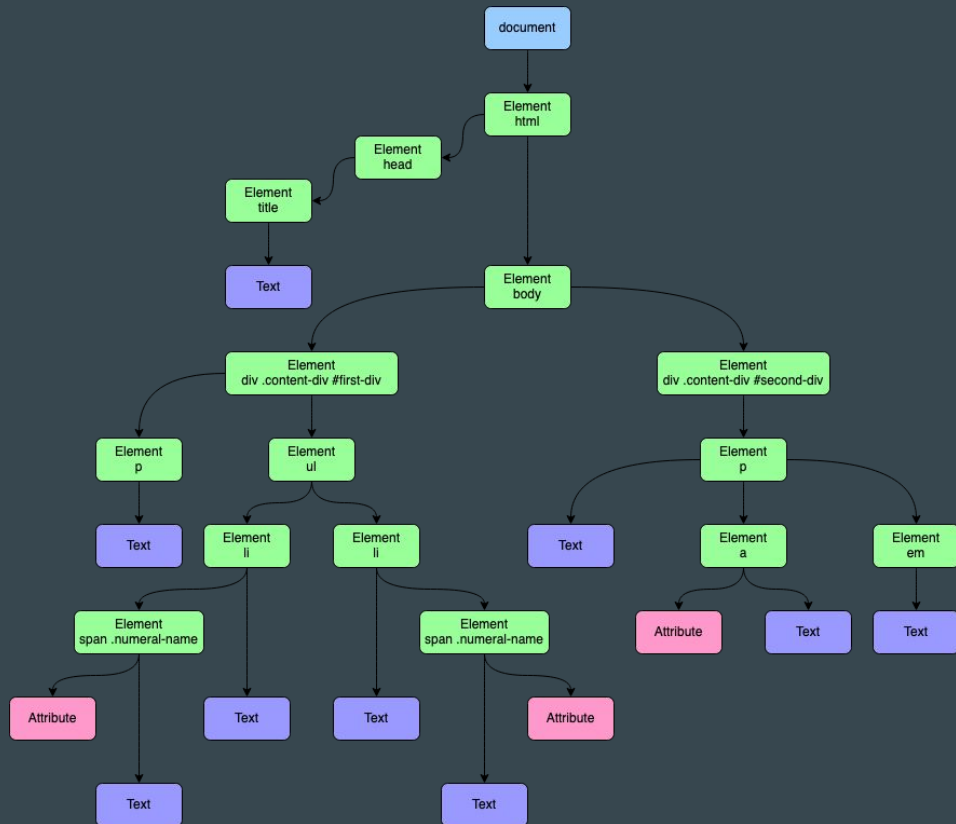 document
Element
html
Element
head
Element
title
Text
Element
body
Element
div .content-div #first-div
Element
div .content-div #second-div
Element
p
Element
ul
Element
p
Text
Element
li
Element
li
Text
Element
a
Element
em
Element
span .numeral-name
Element
span .numeral-name
Attribute
Text
Text
Attribute
Text
Text
Attribute
Text
Text